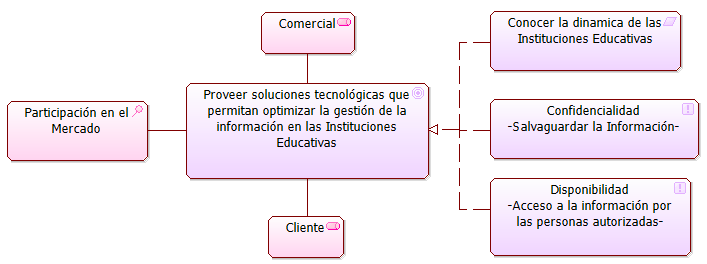 Comercial
Conocer la dinamica de las
Instituciones Educativas
Proveer soluciones tecnológicas que
permitan optimizar la gestión de la
información en las Instituciones
Educativas
Participación en el
Mercado
Confidencialidad
-Salvaguardar la Información-
Disponibilidad
-Acceso a la información por
las personas autorizadas-
Cliente